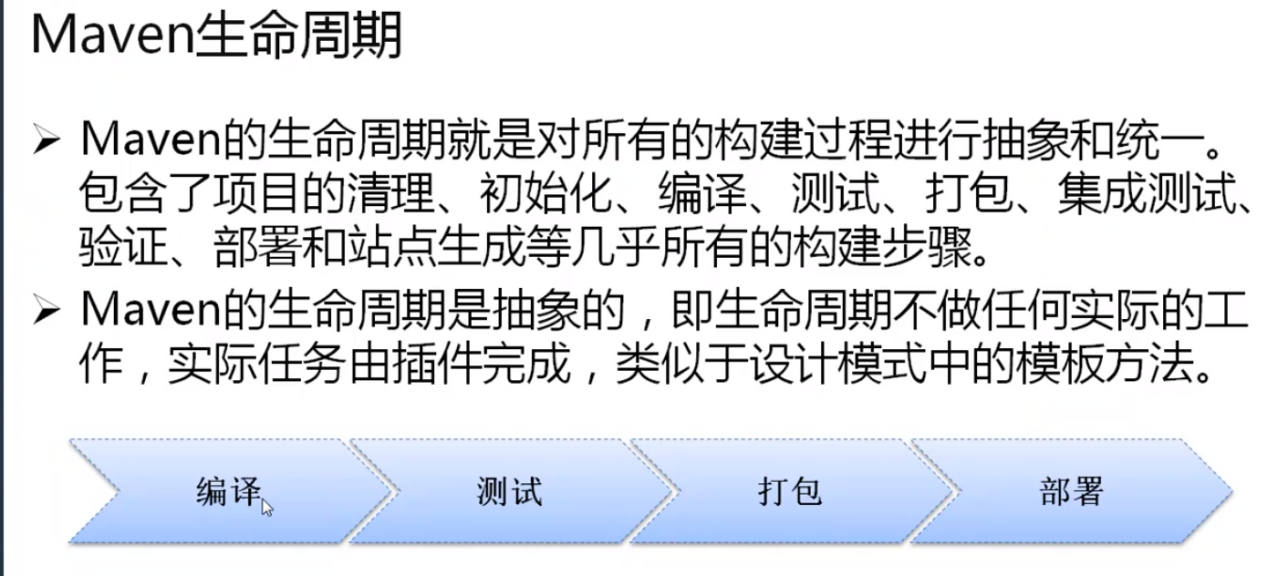 Maven生命周期
Maven的生命周期就是对所有的构建过程进行抽象和统一。
包含了项目的清理、初始化、编译、测试、打包、集成测试、
验证、部署和站点生成等几乎所有的构建步骤。
Maven的生命周期是抽象的，即生命周期不做任何实际的工
作，实际任务由插件完成，类似于设计模式中的模板方法。
编译
测试
打包
部署